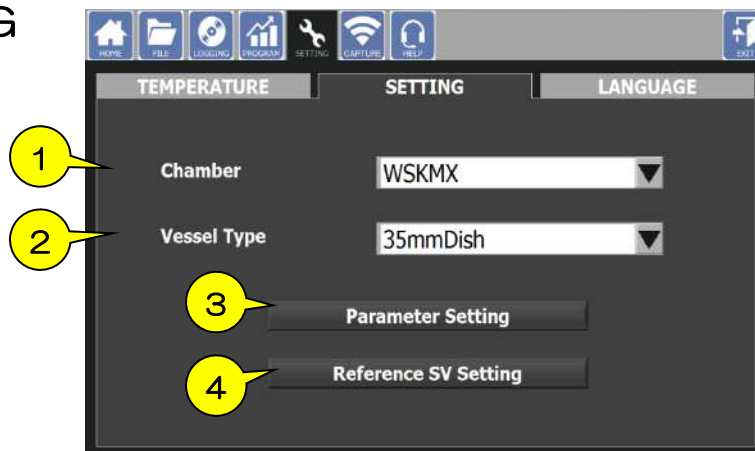 G
HOME FILE LOGGING PROGRAM SETTING CAPTURE HELP EXIT
TEMPERATURE SETTING LANGUAGE
1 Chamber WSKMX
2 Vessel Type 35mmDish
3 Parameter Setting
4 Reference SV Setting